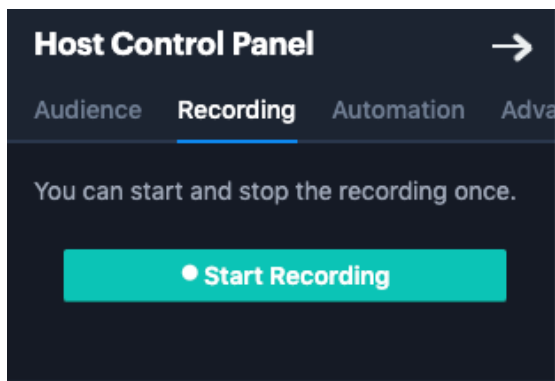 Host Control Panel
Audience Recording Automation Adva
You can start and stop the recording once.
Start Recording